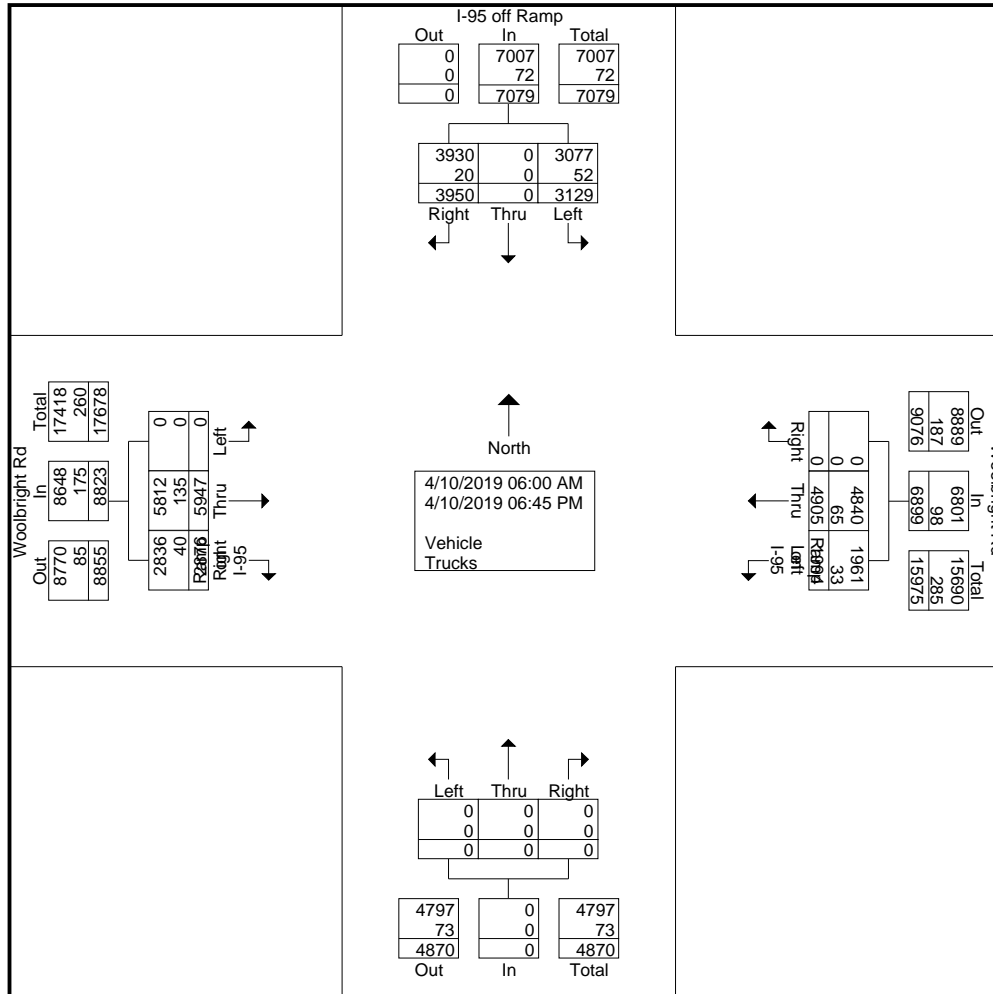 I-95 off Ramp
Out In Total
0 7007 7007
0 72 72
0 7079 7079
3930 0 3077
20 0 52
3950 0 3129
Right Thru Left
Woolbright Rd
Total In Out
17418 8648 8770
260 175 85
17678 8823 8855
0 5812 2836
0 135 40
0 5947 2876
Left Thru Right
I-95
Ramp
North
4/10/2019 06:00 AM
4/10/2019 06:45 PM
Vehicle
Trucks
Right Thru Left
I-95
Ramp
0 4840 1961
0 65 33
0 4905
Out In Total
8889 6801 15690
187 98 285
9076 6899 15975
Left Thru Right
0 0 0
0 0 0
0 0 0
4797 0 4797
73 0 73
4870 0 4870
Out In Total